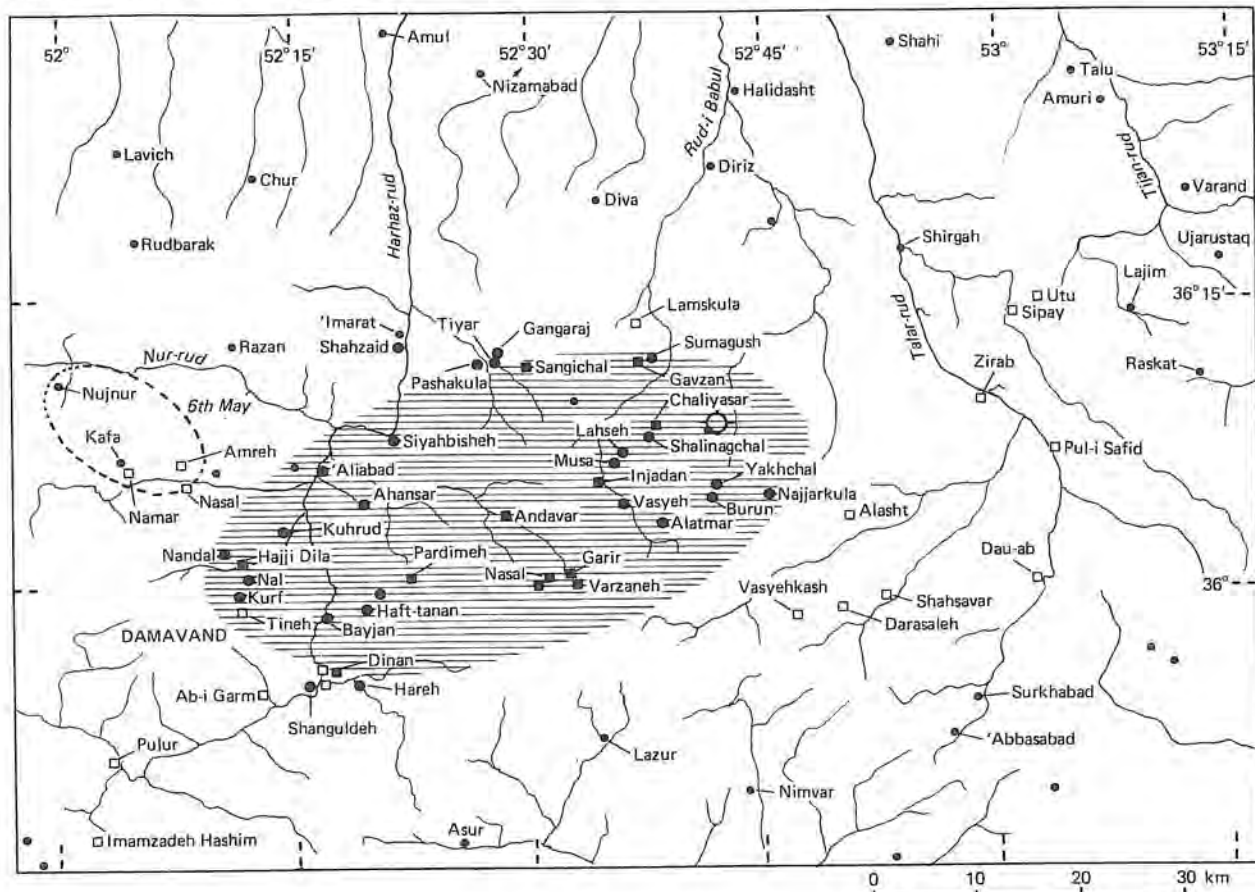 52°
52°15′
Amul
52°30′
52°45′
Shahi
53°
53°15′
Nizamabad
Halidasht
Talu
Amuri
Rud-i Babul
Lavich
Chur
Diriz
Tijan-rud
Varand
Diva
Harhaz-rud
Rudbarak
Shirgah
Ujarustaq
Lajim
36°15′
Utu
Sipay
Talar-rud
Lamskula
'Imarat
Tiyar
Gangaraj
Razan
Shahzaid
Sumagush
Nur-rud
Pashakula
Sangichal
Gavzan
Zirab
Raskat
Nujnur
6th May
Chaliyasar
Lahseh
Kafa
Amreh
Siyahbisheh
Shalinagchal
Musa
Pul-i Safid
'Aliabad
Injadan
Yakhchal
Namar
Nasal
Ahansar
Andavar
Vasyeh
Burun
Najjarkula
Alasht
Kuhrud
Alatmar
Nandal
Hajji Dila
Pardimeh
Garir
Dau-ab
Nal
Nasal
Varzaneh
Vasyehkash
36°
Kurf
Haft-tanan
Shahsavar
Tineh
Bayjan
Darasaleh
DAMAVAND
Dinan
Ab-i Garm
Hareh
Surkhabad
Shanguldeh
Lazur
'Abbasabad
Pulur
Nimvar
Asur
Imamzadeh Hashim
0 10 20 30 km